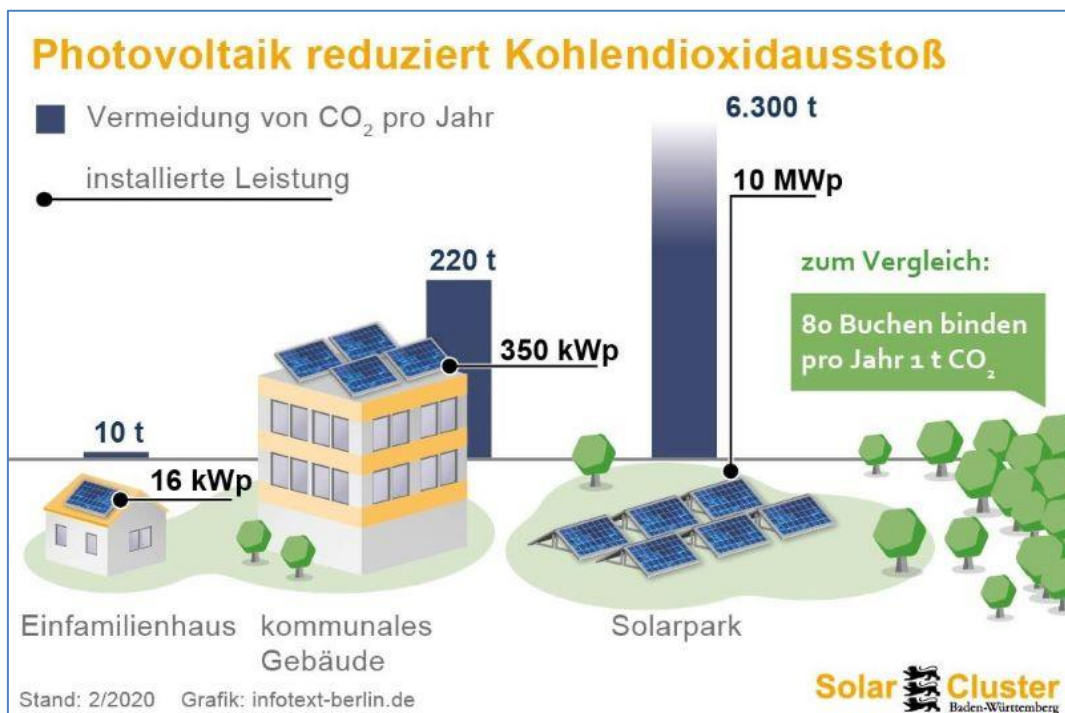 Photovoltaik reduziert Kohlendioxidausstoß
Vermeidung von CO₂ pro Jahr
installierte Leistung
6.300 t
10 MWp
220 t
350 kWp
10 t
16 kWp
zum Vergleich:
80 Buchen binden
pro Jahr 1 t CO₂
Einfamilienhaus
kommunales
Gebäude
Solarpark
Stand: 2/2020 Grafik: infotext-berlin.de
Solar Cluster
Baden-Württemberg